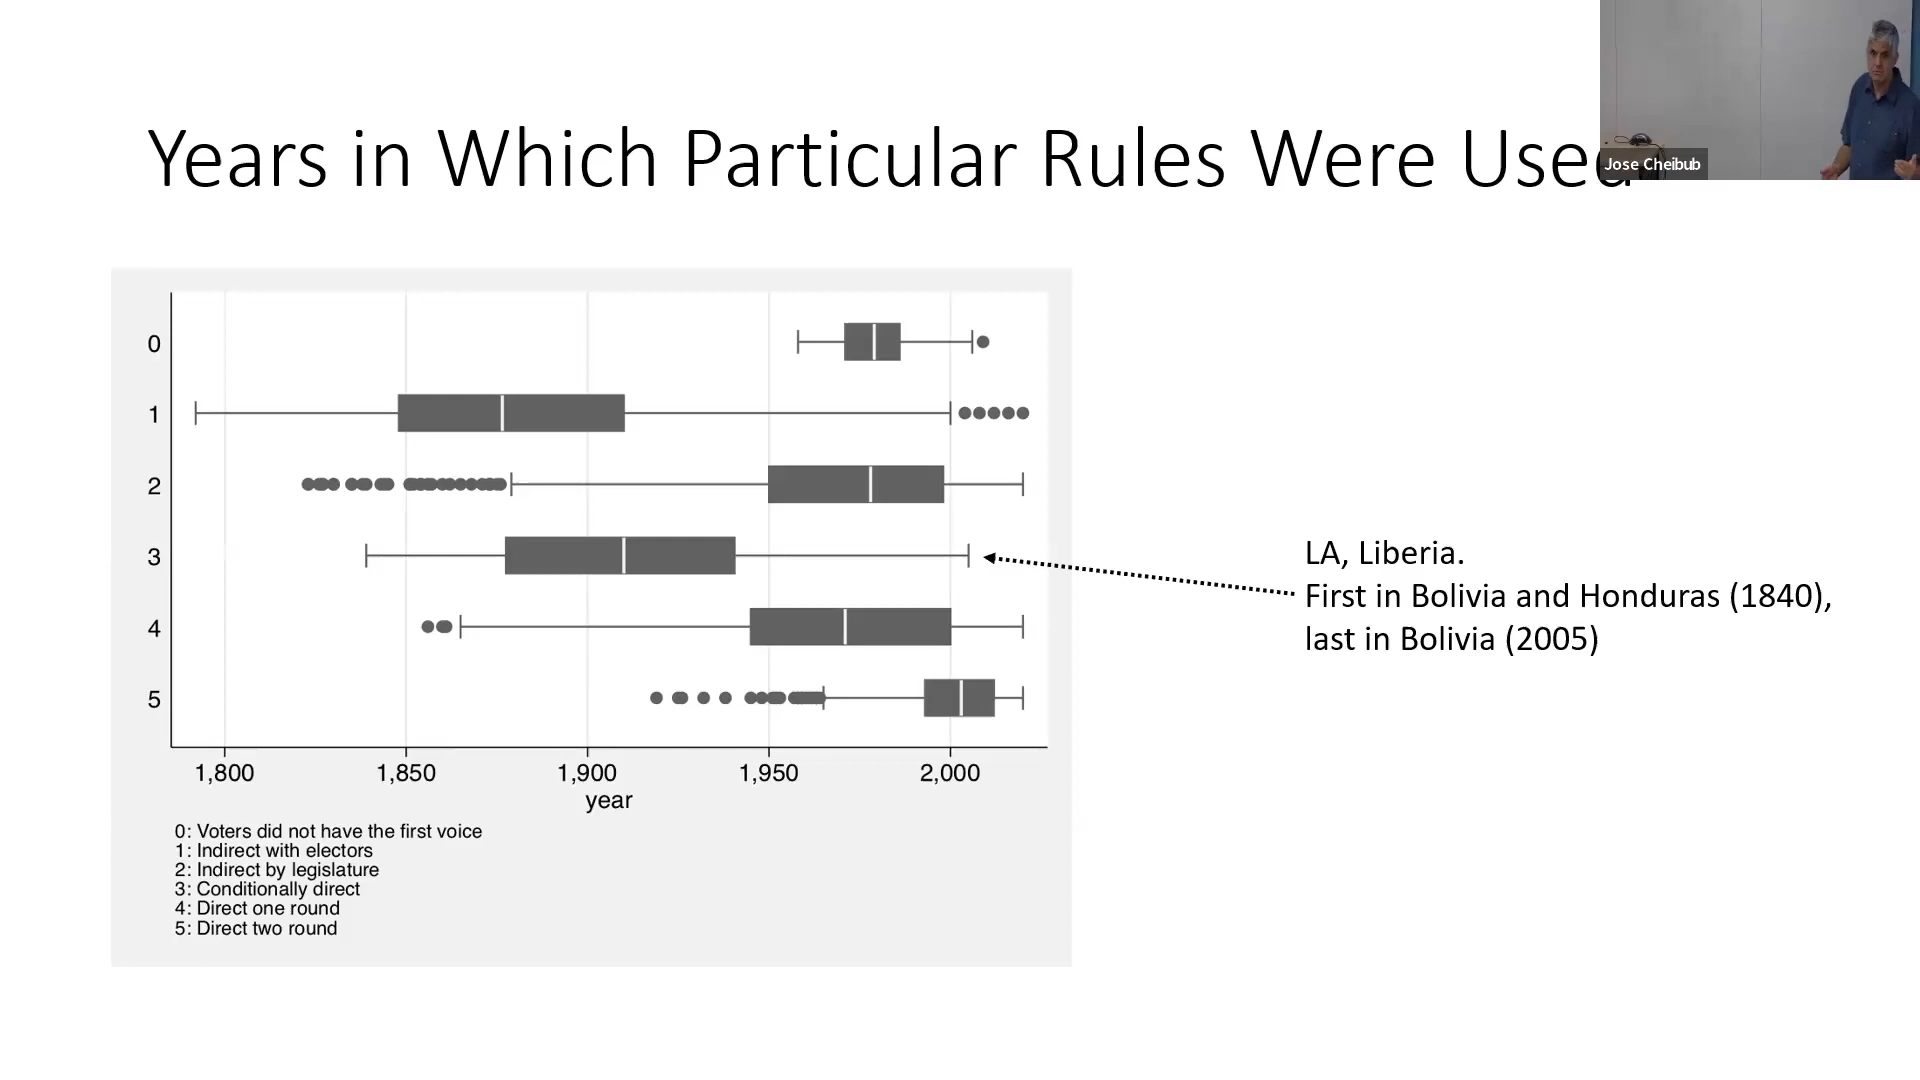 Years in Which Particular Rules Were Used
Jose Cheibub
0
1
2
3
4
5
1,800 1,850 1,900 1,950 2,000
year
0: Voters did not have the first voice
1: Indirect with electors
2: Indirect by legislature
3: Conditionally direct
4: Direct one round
5: Direct two round
LA, Liberia.
First in Bolivia and Honduras (1840),
last in Bolivia (2005)